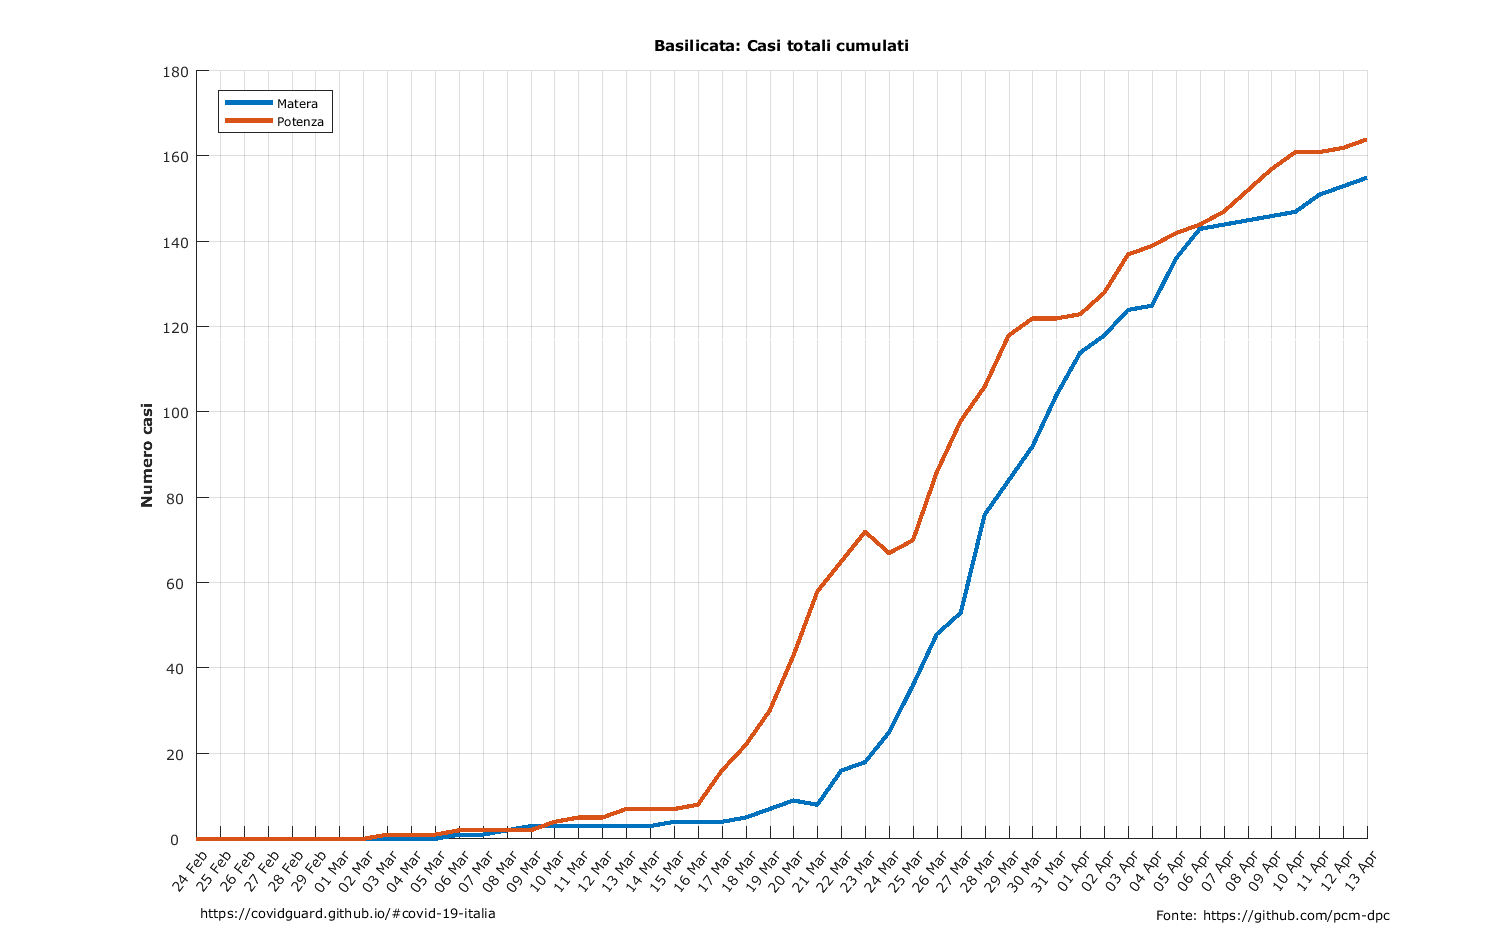 Basilicata: Casi totali cumulati
Matera
Potenza
Numero casi
180
160
140
120
100
80
60
40
20
0
24 Feb
25 Feb
26 Feb
27 Feb
28 Feb
29 Feb
01 Mar
02 Mar
03 Mar
04 Mar
05 Mar
06 Mar
07 Mar
08 Mar
09 Mar
10 Mar
11 Mar
12 Mar
13 Mar
14 Mar
15 Mar
16 Mar
17 Mar
18 Mar
19 Mar
20 Mar
21 Mar
22 Mar
23 Mar
24 Mar
25 Mar
26 Mar
27 Mar
28 Mar
29 Mar
30 Mar
31 Mar
01 Apr
02 Apr
03 Apr
04 Apr
05 Apr
06 Apr
07 Apr
08 Apr
09 Apr
10 Apr
11 Apr
12 Apr
13 Apr
https://covidguard.github.io/#covid-19-italia
Fonte: https://github.com/pcm-dpc